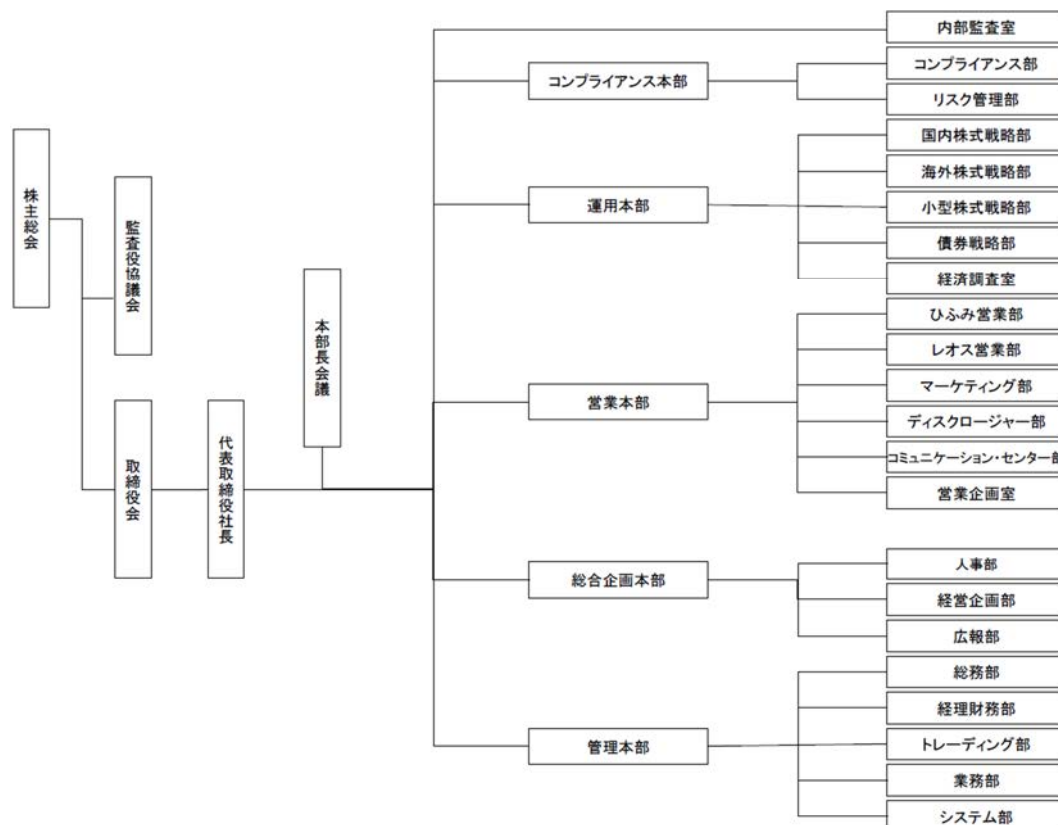 株主総会
監査役協議会
取締役会
代表取締役社長
本部長会議
内部監査室
コンプライアンス本部
コンプライアンス部
リスク管理部
運用本部
国内株式戦略部
海外株式戦略部
小型株式戦略部
債券戦略部
経済調査室
営業本部
ひふみ営業部
レオス営業部
マーケティング部
ディスクロージャー部
コミュニケーション・センター部
営業企画室
総合企画本部
人事部
経営企画部
広報部
管理本部
総務部
経理財務部
トレーディング部
業務部
システム部